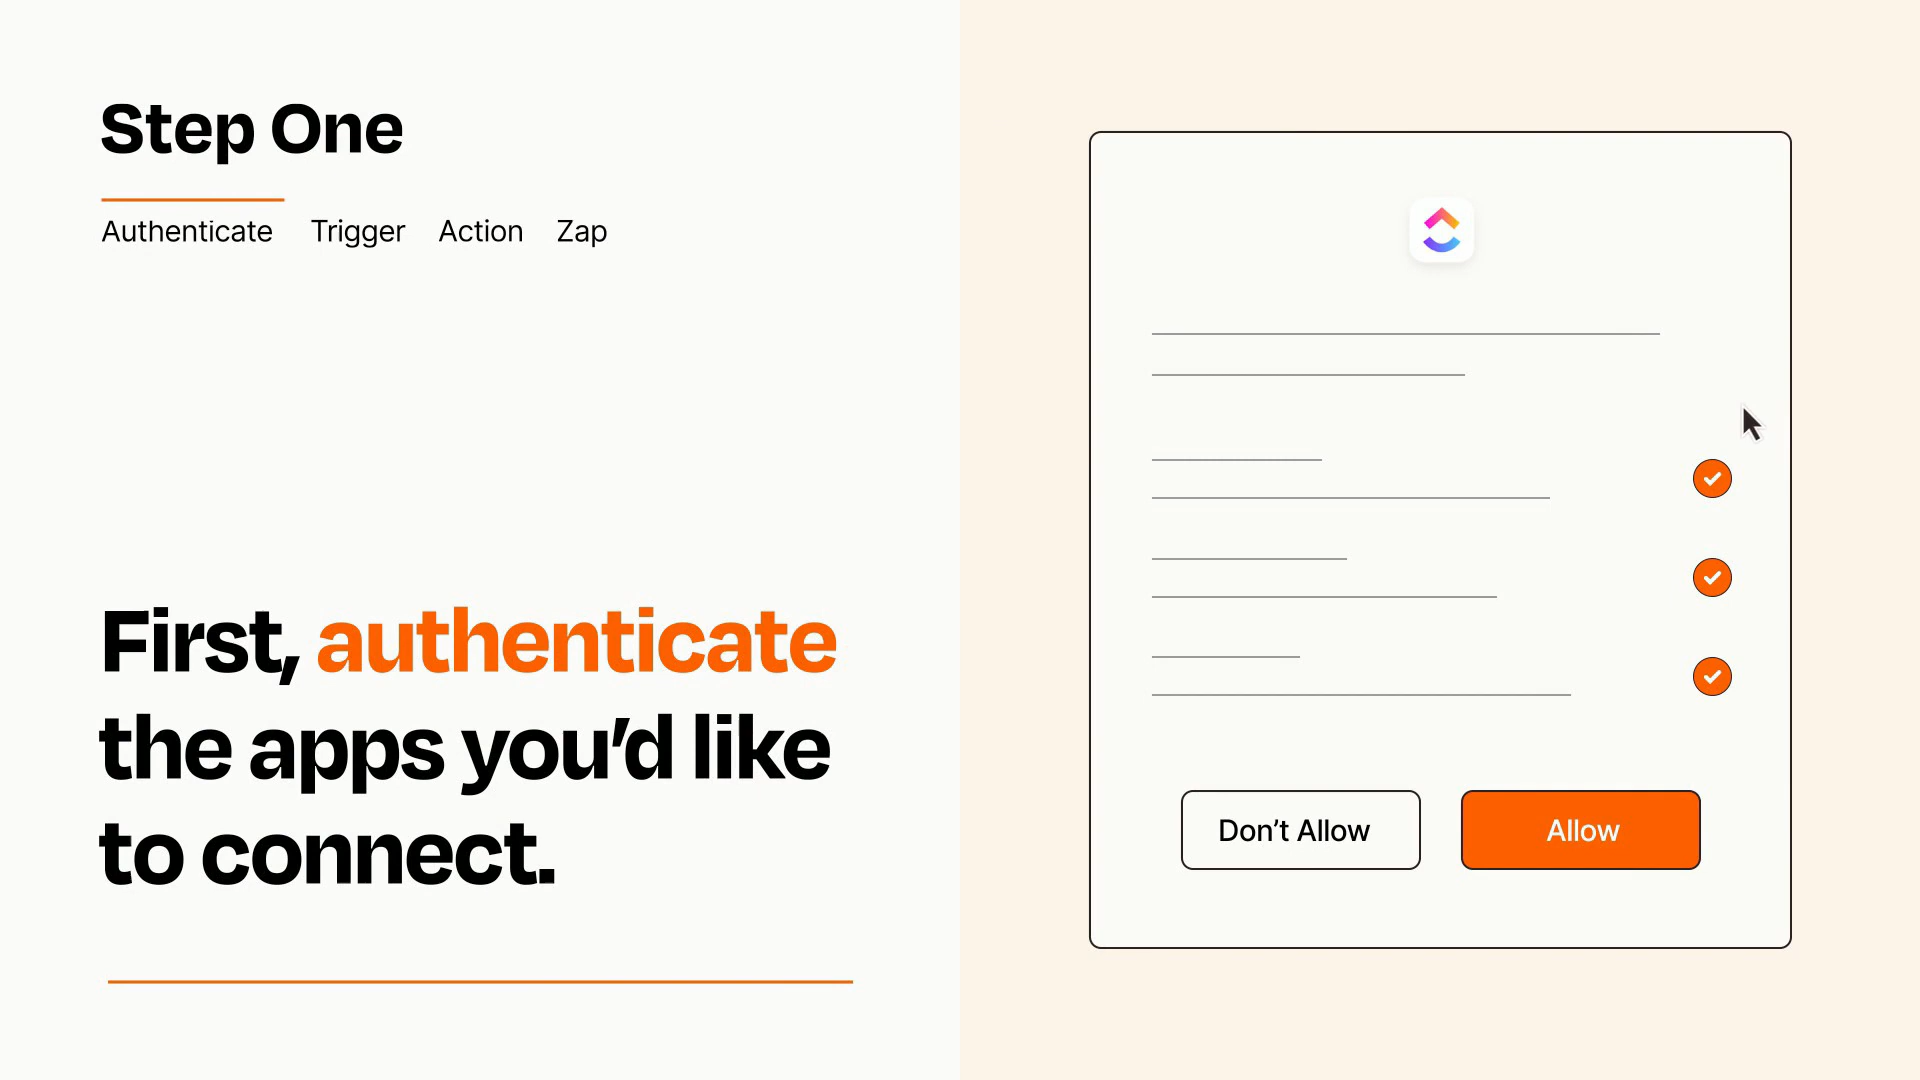 Step One
Authenticate Trigger Action Zap
First, authenticate
the apps you’d like
to connect.
Don’t Allow
Allow